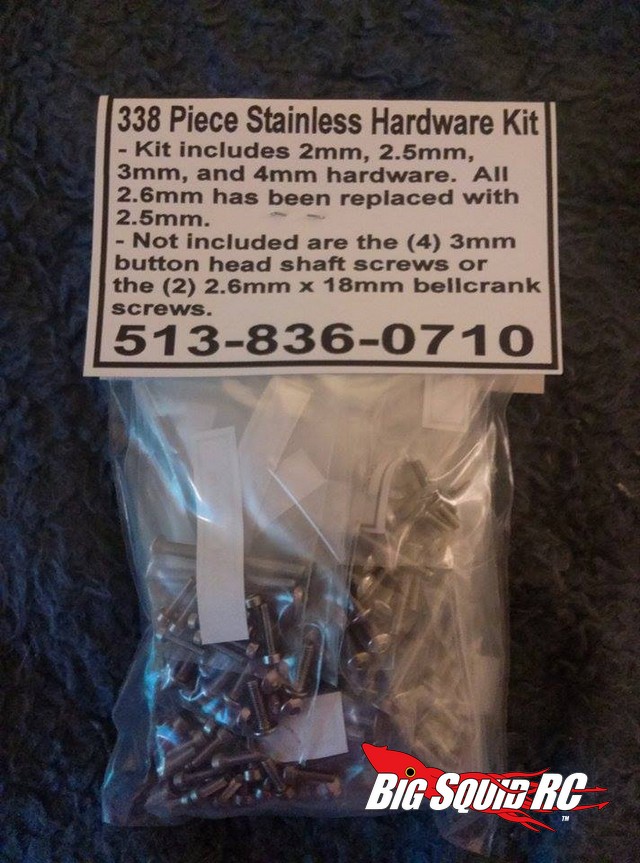 338 Piece Stainless Hardware Kit
- Kit includes 2mm, 2.5mm,
3mm, and 4mm hardware. All
2.6mm has been replaced with
2.5mm.
- Not included are the (4) 3mm
button head shaft screws or
the (2) 2.6mm x 18mm bellcrank
screws.
513-836-0710
BIG SQUID RC
™